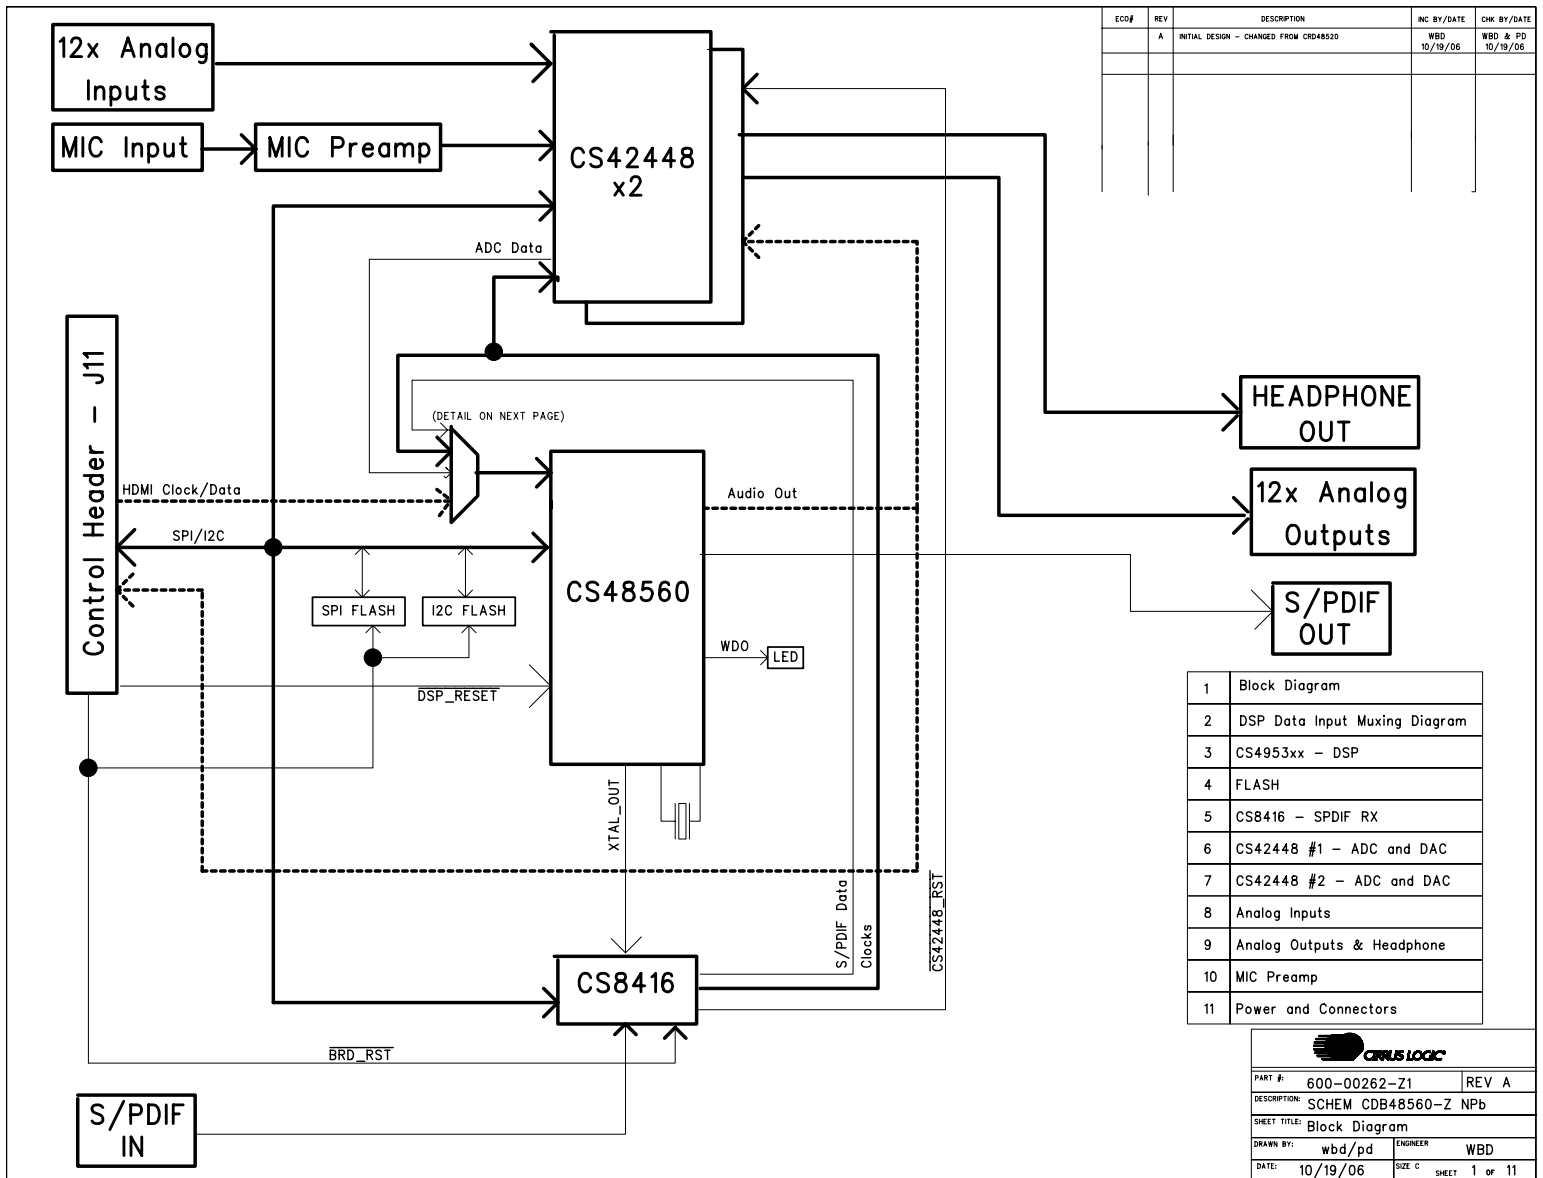 ECO# REV DESCRIPTION INC BY/DATE CHK BY/DATE
A INITIAL DESIGN - CHANGED FROM CRD48520 WBD 10/19/06 WBD & PD 10/19/06
12x Analog
Inputs
MIC Input
MIC Preamp
CS42448
x2
ADC Data
Control Header - J11
(DETAIL ON NEXT PAGE)
HDMI Clock/Data
SPI/I2C
SPI FLASH
I2C FLASH
DSP_RESET
CS48560
Audio Out
WDO
LED
XTAL_OUT
HEADPHONE
OUT
12x Analog
Outputs
S/PDIF
OUT
S/PDIF Data
Clocks
CS42448_RST
CS8416
BRD_RST
S/PDIF
IN
1 Block Diagram
2 DSP Data Input Muxing Diagram
3 CS4953xx - DSP
4 FLASH
5 CS8416 - SPDIF RX
6 CS42448 #1 - ADC and DAC
7 CS42448 #2 - ADC and DAC
8 Analog Inputs
9 Analog Outputs & Headphone
10 MIC Preamp
11 Power and Connectors
CIRRUS LOGIC®
PART #: 600-00262-Z1 REV A
DESCRIPTION: SCHEM CDB48560-Z NPb
SHEET TITLE: Block Diagram
DRAWN BY: wbd/pd ENGINEER WBD
DATE: 10/19/06 SIZE C SHEET 1 OF 11